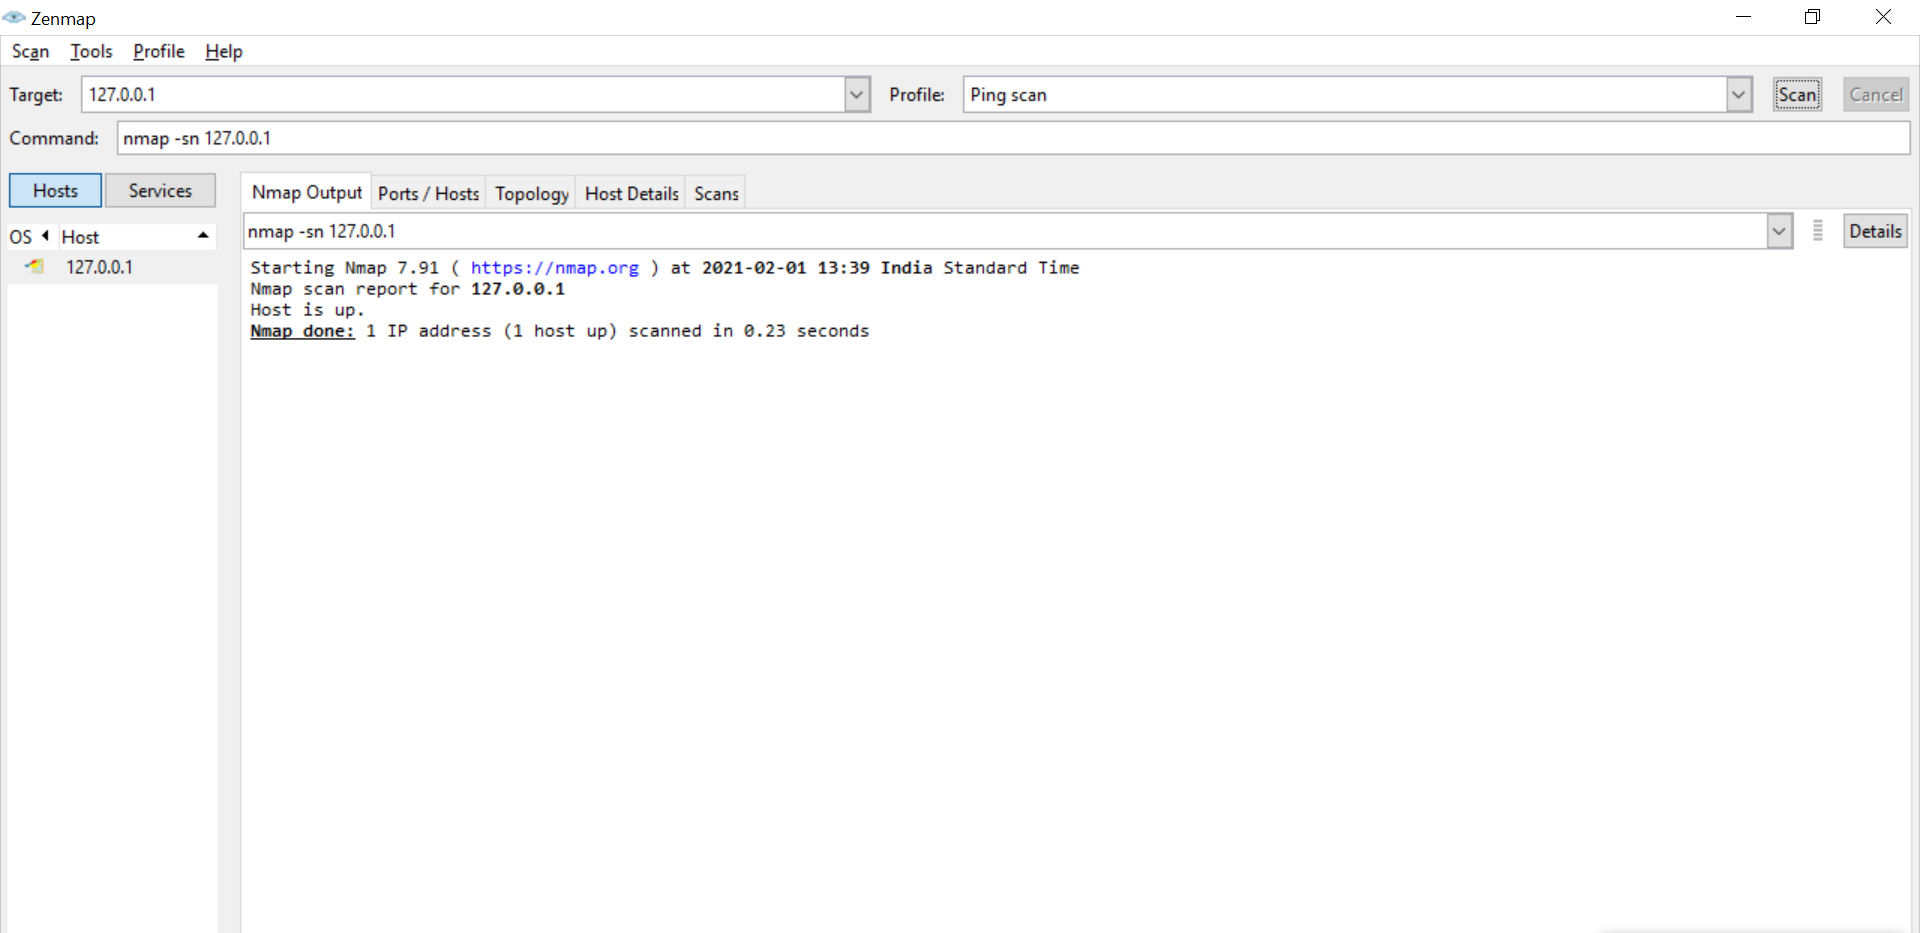 Zenmap
Scan Tools Profile Help
Target: 127.0.0.1 Profile: Ping scan Scan Cancel
Command: nmap -sn 127.0.0.1
Hosts Services Nmap Output Ports / Hosts Topology Host Details Scans
nmap -sn 127.0.0.1 Details
OS Host
127.0.0.1
Starting Nmap 7.91 ( https://nmap.org ) at 2021-02-01 13:39 India Standard Time
Nmap scan report for 127.0.0.1
Host is up.
Nmap done: 1 IP address (1 host up) scanned in 0.23 seconds